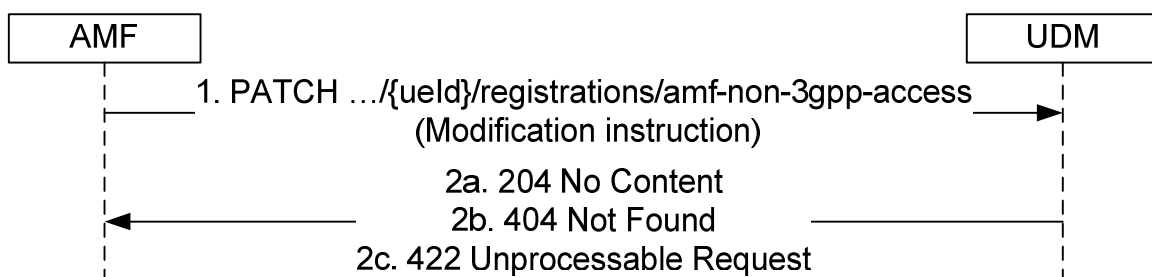 AMF
UDM
1. PATCH …/{ueId}/registrations/amf-non-3gpp-access
(Modification instruction)
2a. 204 No Content
2b. 404 Not Found
2c. 422 Unprocessable Request